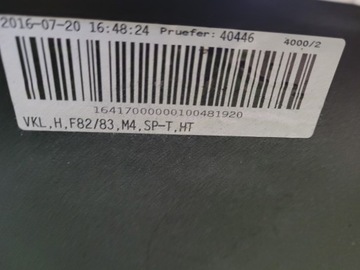 2016-07-20 16:48:24 Pruefer: 40446 4000/2
16417000000100481920
VKL,H,F82/83,M4,SP-T,HT